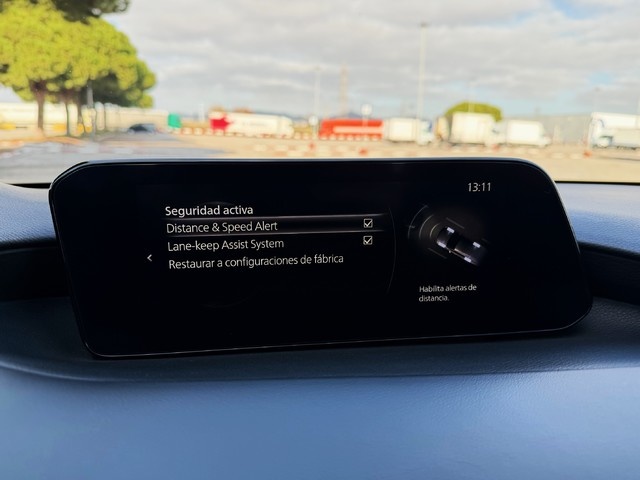 13:11
Seguridad activa
Distance & Speed Alert
Lane-keep Assist System
Restaurar a configuraciones de fábrica
Habilita alertas de
distancia.